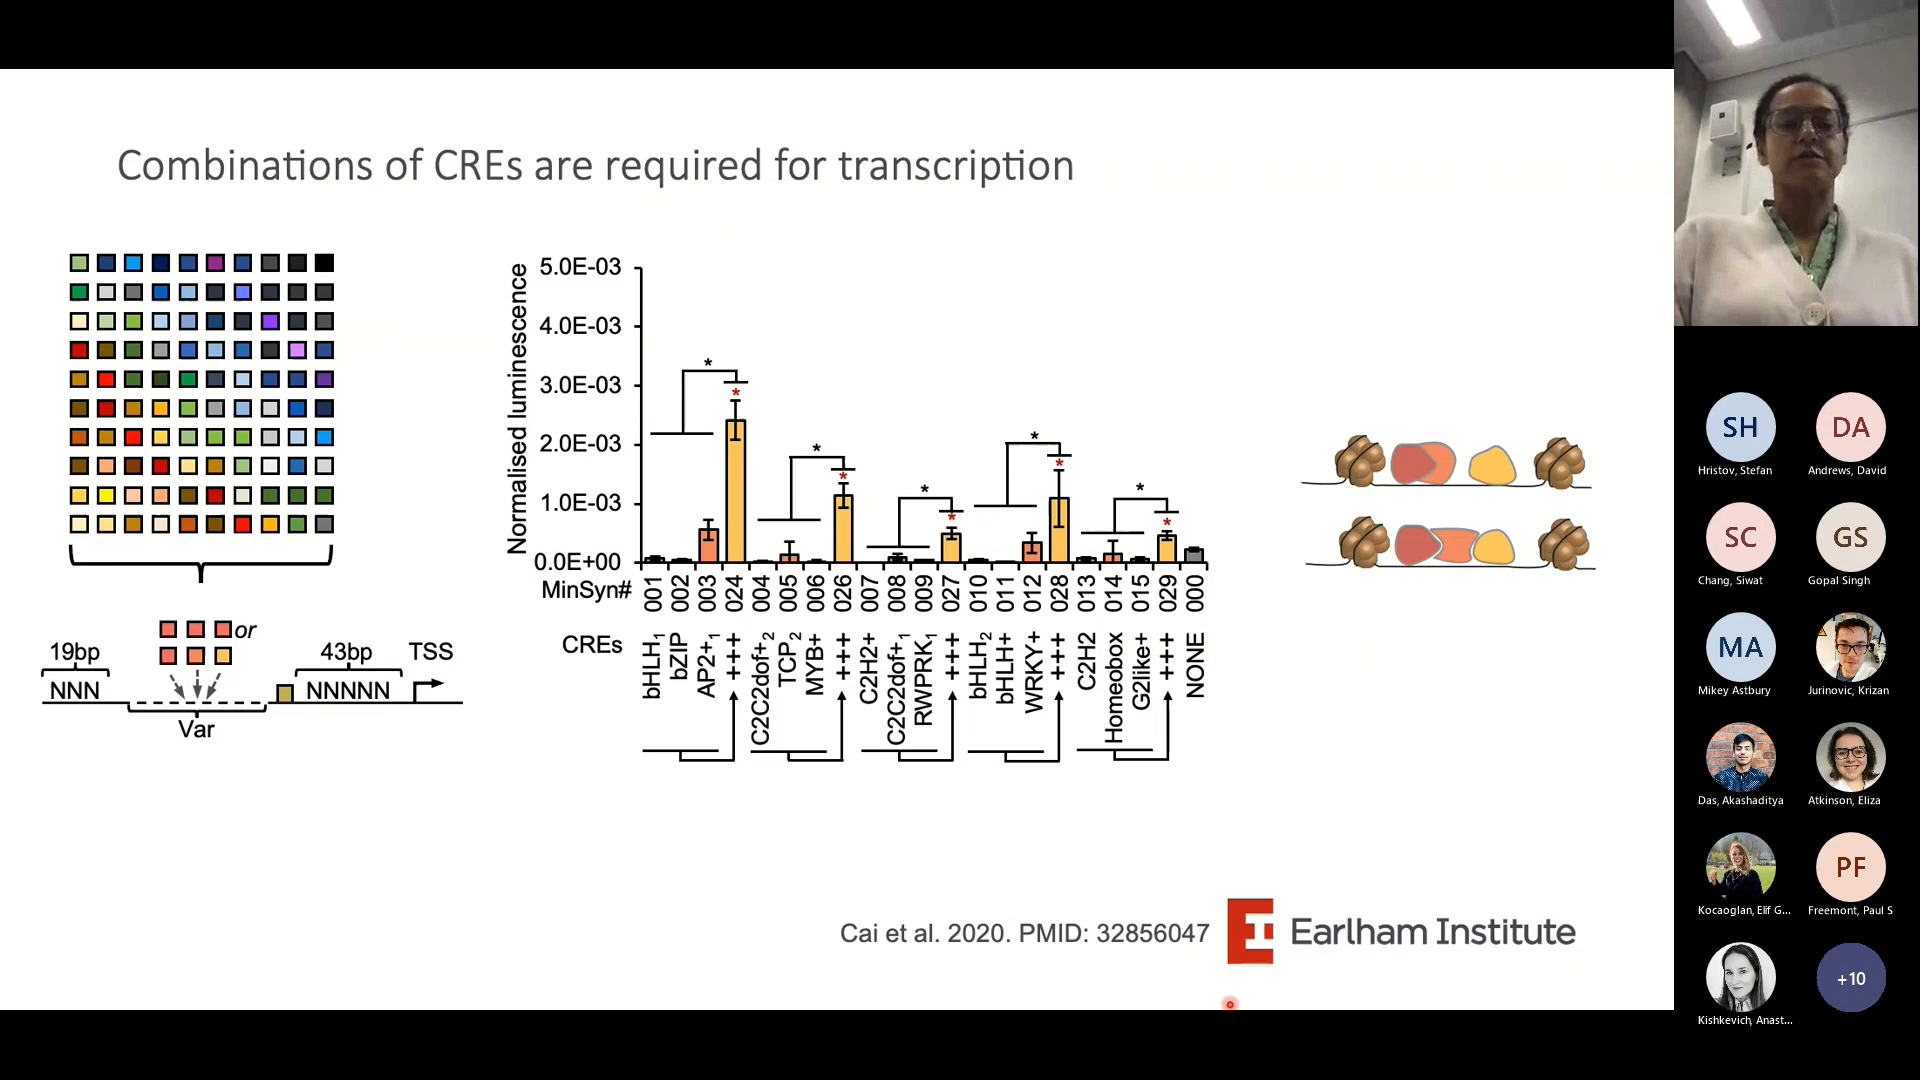 Combinations of CREs are required for transcription
or
19bp
NNN
Var
43bp
NNNNN
TSS
Normalised luminescence
5.0E-03
4.0E-03
3.0E-03
2.0E-03
1.0E-03
0.0E+00
* * * * *
* * * * *
MinSyn# 001 002 003 024 004 005 006 026 007 008 009 027 010 011 012 028 013 014 015 029 000
CREs bHLH1 bZIP AP2+1 +++ C2C2dof+2 TCP2 MYB+ +++ C2H2+ C2C2dof+1 RWPRK1 +++ bHLH2 bHLH+ WRKY+ +++ C2H2 Homeobox G2like+ +++ NONE
Cai et al. 2020. PMID: 32856047
EI Earlham Institute
SH
Hristov, Stefan
DA
Andrews, David
SC
Chang, Siwat
GS
Gopal Singh
MA
Mikey Astbury
Jurinovic, Krizan
Das, Akashaditya
Atkinson, Eliza
Kocaoglan, Elif G...
PF
Freemont, Paul S
Kishkevich, Anast...
+10